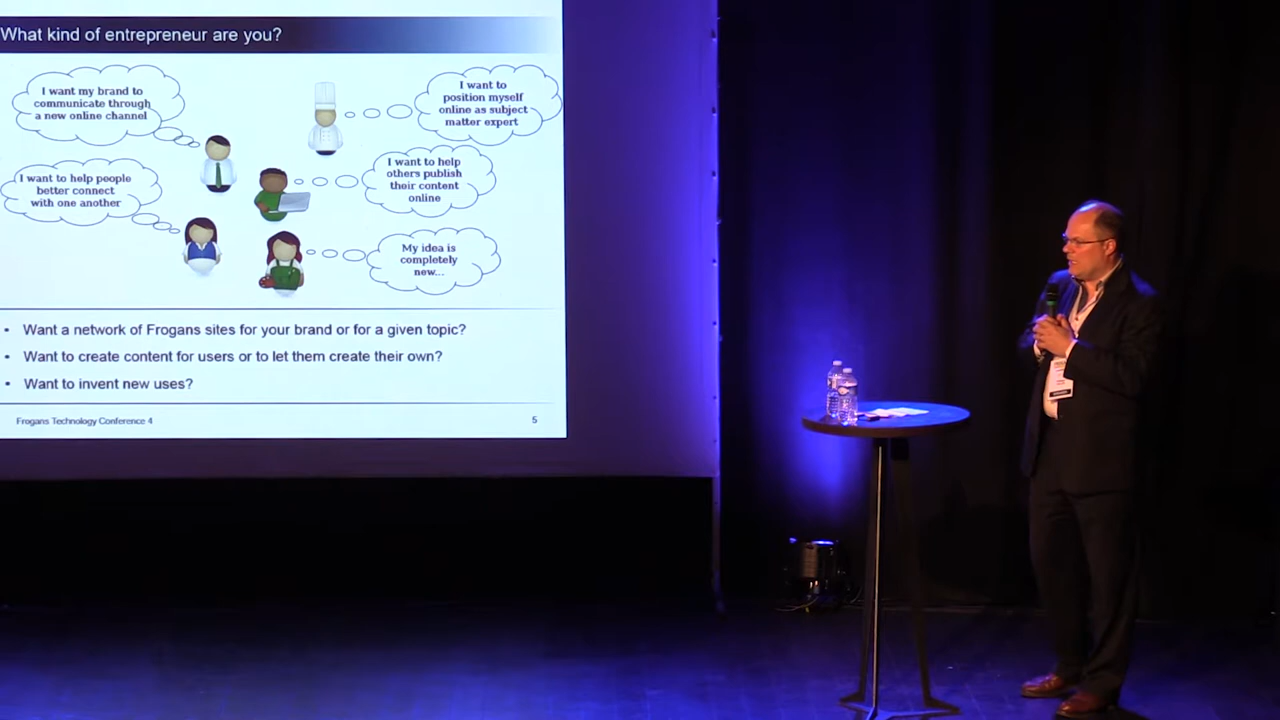 What kind of entrepreneur are you?
I want my brand to
communicate through
a new online channel
I want to
position myself
online as subject
matter expert
I want to help
others publish
their content
online
I want to help people
better connect
with one another
My idea is
completely
new...
• Want a network of Frogans sites for your brand or for a given topic?
• Want to create content for users or to let them create their own?
• Want to invent new uses?
Frogans Technology Conference 4
5